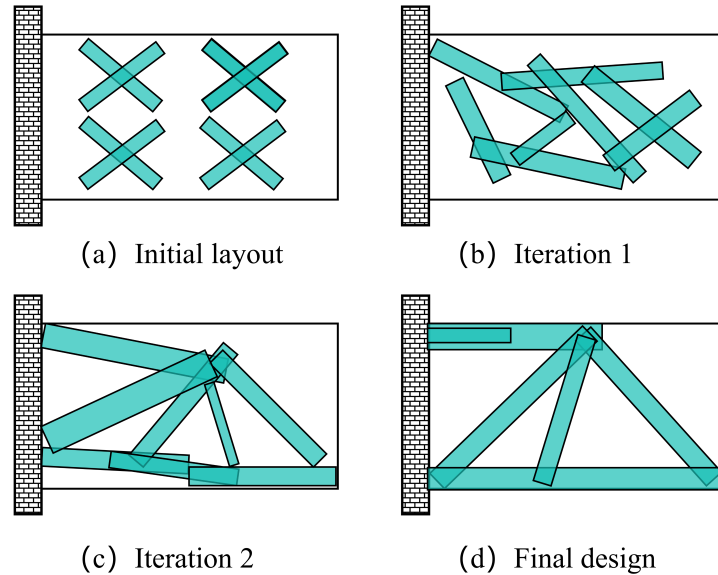 (a) Initial layout
(b) Iteration 1
(c) Iteration 2
(d) Final design